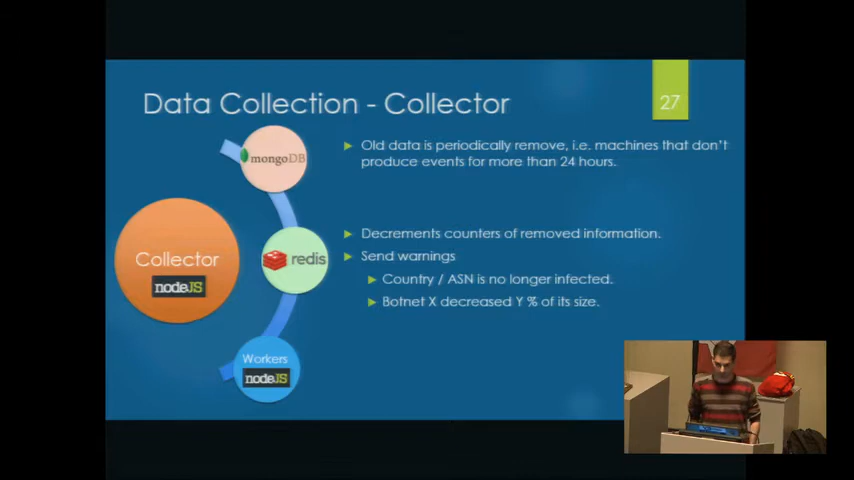 Data Collection - Collector
27
mongoDB
Old data is periodically remove, i.e. machines that don't
produce events for more than 24 hours.
Collector
nodeJS
redis
Decrements counters of removed information.
Send warnings
Country / ASN is no longer infected.
Botnet X decreased Y % of its size.
Workers
nodeJS